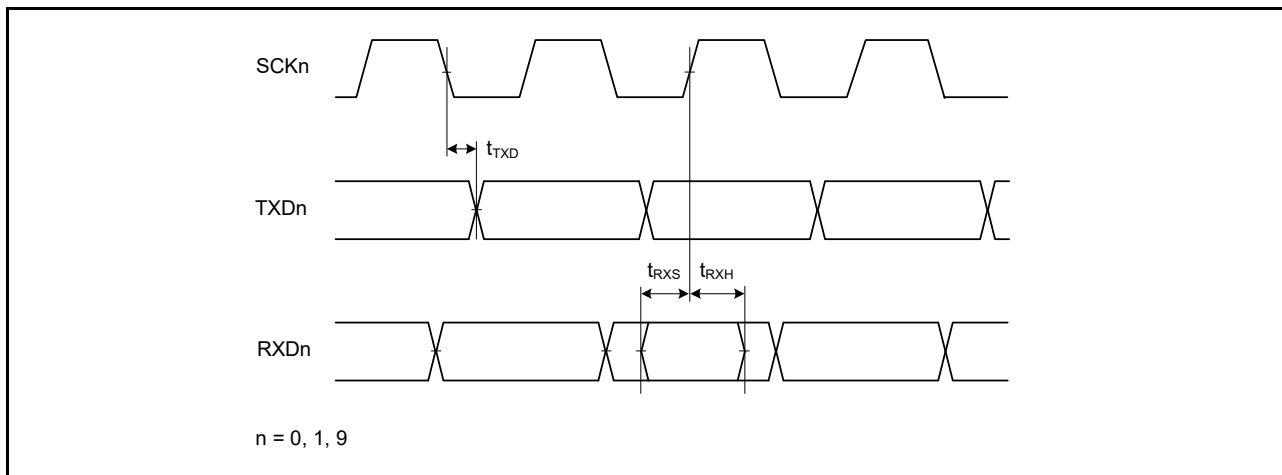 SCKn
tTXD
TXDn
tRXS tRXH
RXDn
n = 0, 1, 9